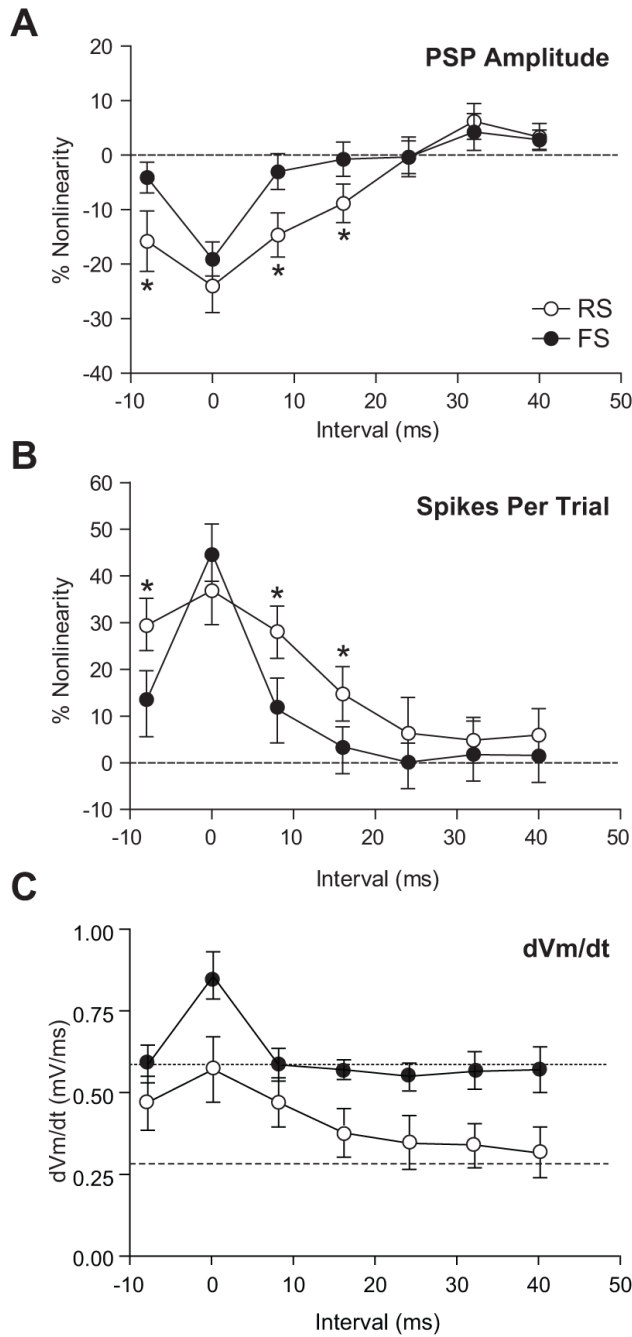 A
PSP Amplitude
% Nonlinearity
20
10
0
-10
-20
-30
-40
*
*
*
RS
FS
-10 0 10 20 30 40 50
Interval (ms)
B
Spikes Per Trial
% Nonlinearity
60
50
40
30
20
10
0
-10
*
*
*
-10 0 10 20 30 40 50
Interval (ms)
C
dVm/dt
dVm/dt (mV/ms)
1.00
0.75
0.50
0.25
0.00
-10 0 10 20 30 40 50
Interval (ms)